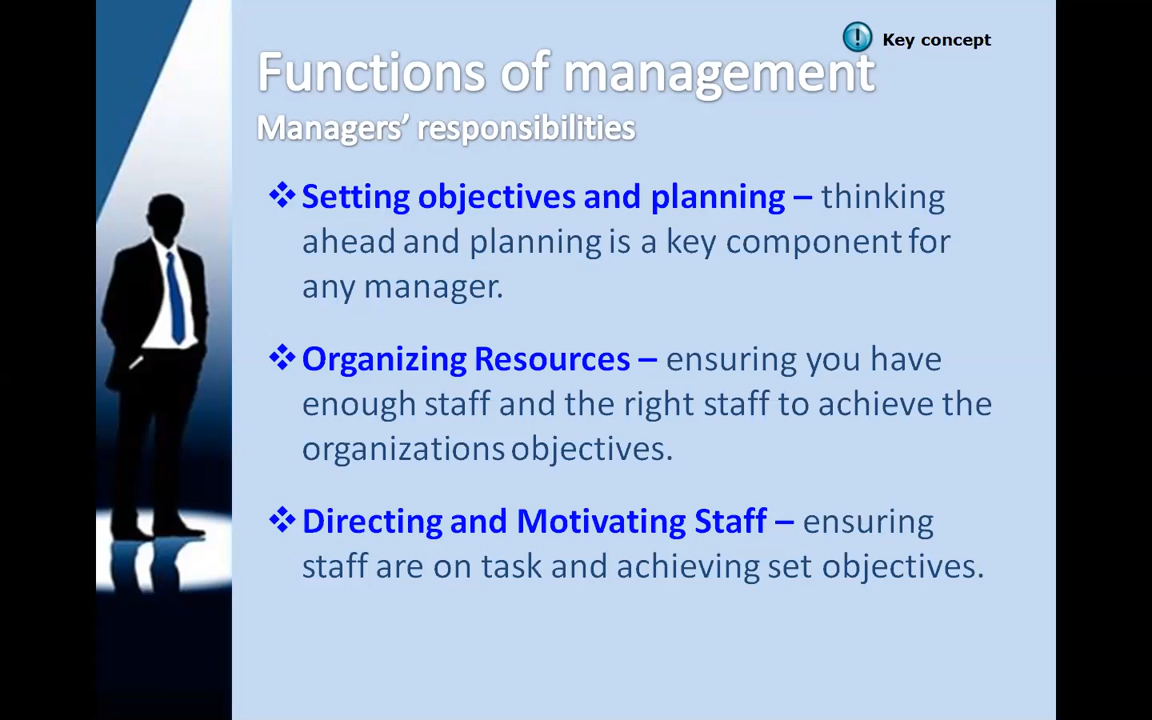 Key concept
Functions of management
Managers’ responsibilities
❖Setting objectives and planning – thinking
ahead and planning is a key component for
any manager.
❖Organizing Resources – ensuring you have
enough staff and the right staff to achieve the
organizations objectives.
❖Directing and Motivating Staff – ensuring
staff are on task and achieving set objectives.